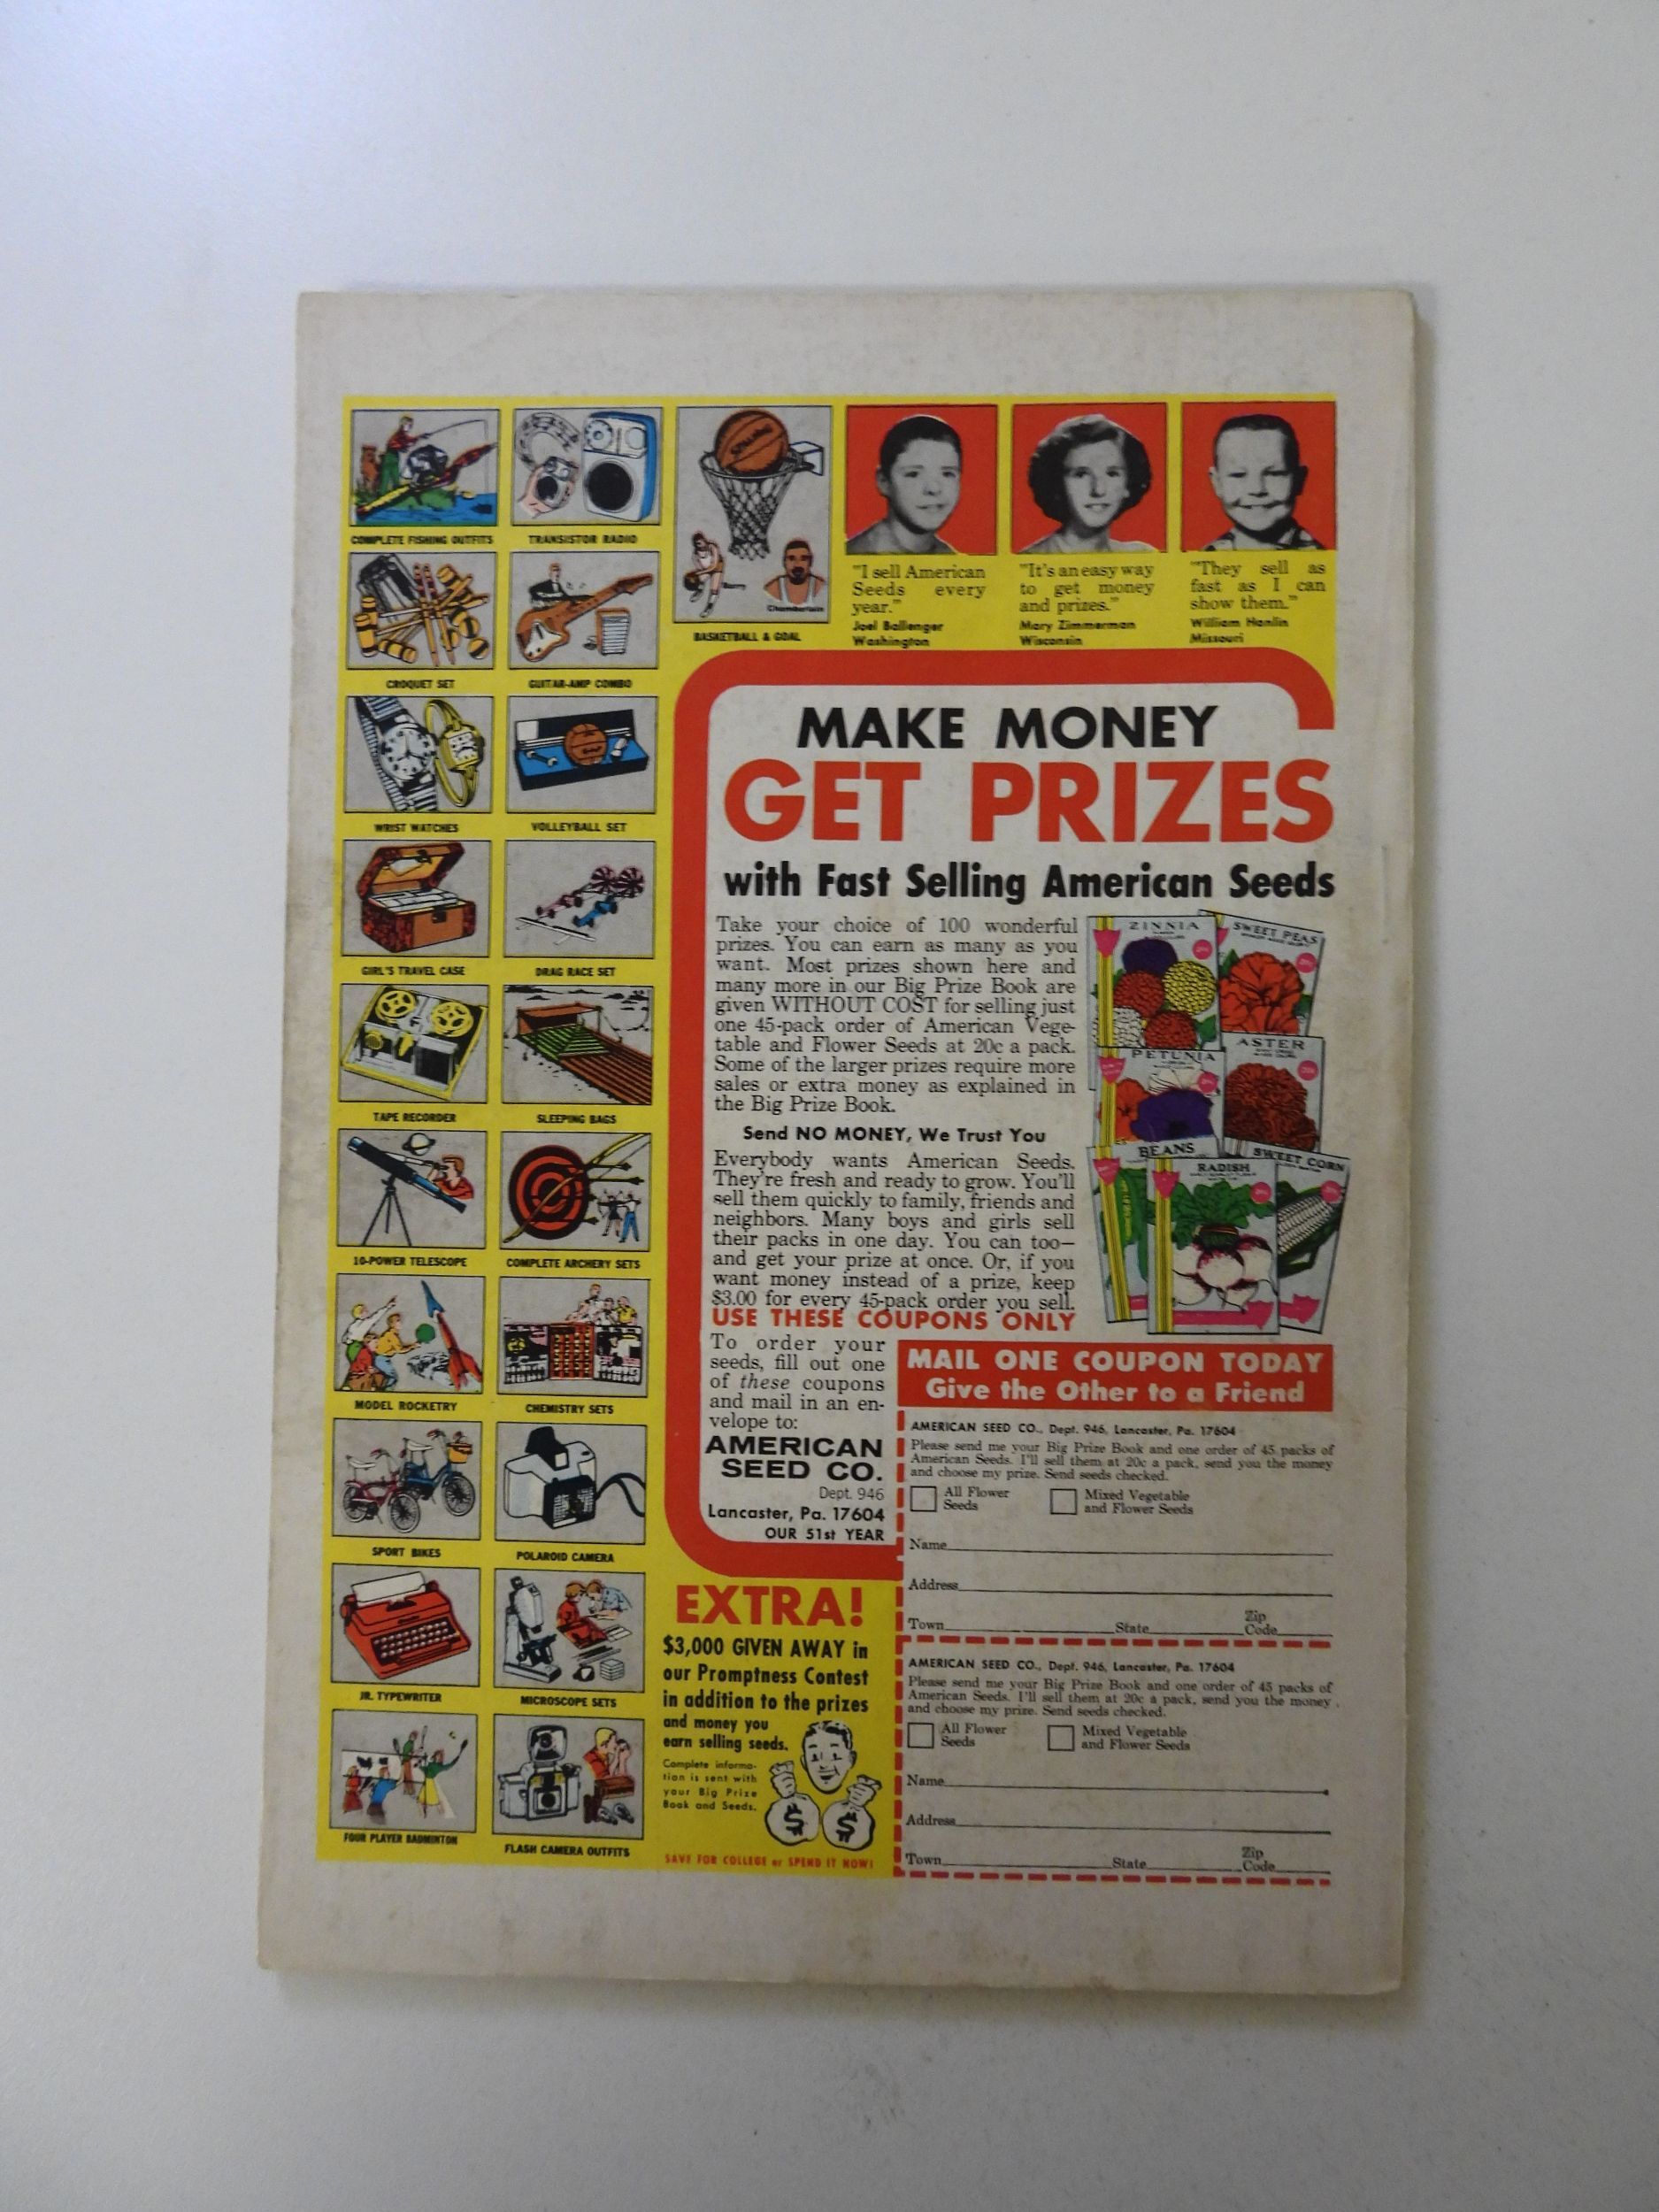 COMPLETE FISHING OUTFITS
TRANSISTOR RADIO
SPALDING
Barry
Chamberlain
BASKETBALL & GOAL
"I sell American
Seeds every
year."
Joel Ballenger
Washington
"It's an easy way
to get money
and prizes."
Mary Zimmerman
Wisconsin
"They sell as
fast as I can
show them."
William Hanlin
Missouri
CROQUET SET
GUITAR-AMP COMBO
WRIST WATCHES
VOLLEYBALL SET
GIRL'S TRAVEL CASE
DRAG RACE SET
TAPE RECORDER
SLEEPING BAGS
10-POWER TELESCOPE
COMPLETE ARCHERY SETS
MODEL ROCKETRY
CHEMISTRY SETS
SPORT BIKES
POLAROID CAMERA
JR. TYPEWRITER
MICROSCOPE SETS
FOUR PLAYER BADMINTON
FLASH CAMERA OUTFITS
MAKE MONEY
GET PRIZES
with Fast Selling American Seeds
Take your choice of 100 wonderful
prizes. You can earn as many as you
want. Most prizes shown here and
many more in our Big Prize Book are
given WITHOUT COST for selling just
one 45-pack order of American Vege-
table and Flower Seeds at 20c a pack.
Some of the larger prizes require more
sales or extra money as explained in
the Big Prize Book.
Send NO MONEY, We Trust You
Everybody wants American Seeds.
They're fresh and ready to grow. You'll
sell them quickly to family, friends and
neighbors. Many boys and girls sell
their packs in one day. You can too—
and get your prize at once. Or, if you
want money instead of a prize, keep
$3.00 for every 45-pack order you sell.
USE THESE COUPONS ONLY
ZINNIA
SWEET PEAS
PETUNIA
ASTER
BEANS
RADISH
SWEET CORN
To order your
seeds, fill out one
of these coupons
and mail in an en-
velope to:
AMERICAN
SEED CO.
Dept. 946
Lancaster, Pa. 17604
OUR 51st YEAR
EXTRA!
$3,000 GIVEN AWAY in
our Promptness Contest
in addition to the prizes
and money you
earn selling seeds.
Complete informa-
tion is sent with
your Big Prize
Book and Seeds.
$ $
SAVE FOR COLLEGE or SPEND IT NOW!
MAIL ONE COUPON TODAY
Give the Other to a Friend
AMERICAN SEED CO., Dept. 946, Lancaster, Pa. 17604
Please send me your Big Prize Book and one order of 45 packs of
American Seeds. I'll sell them at 20c a pack, send you the money
and choose my prize. Send seeds checked.
All Flower
Seeds
Mixed Vegetable
and Flower Seeds
Name
Address
Town State Zip
Code
AMERICAN SEED CO., Dept. 946, Lancaster, Pa. 17604
Please send me your Big Prize Book and one order of 45 packs of
American Seeds. I'll sell them at 20c a pack, send you the money
and choose my prize. Send seeds checked.
All Flower
Seeds
Mixed Vegetable
and Flower Seeds
Name
Address
Town State Zip
Code